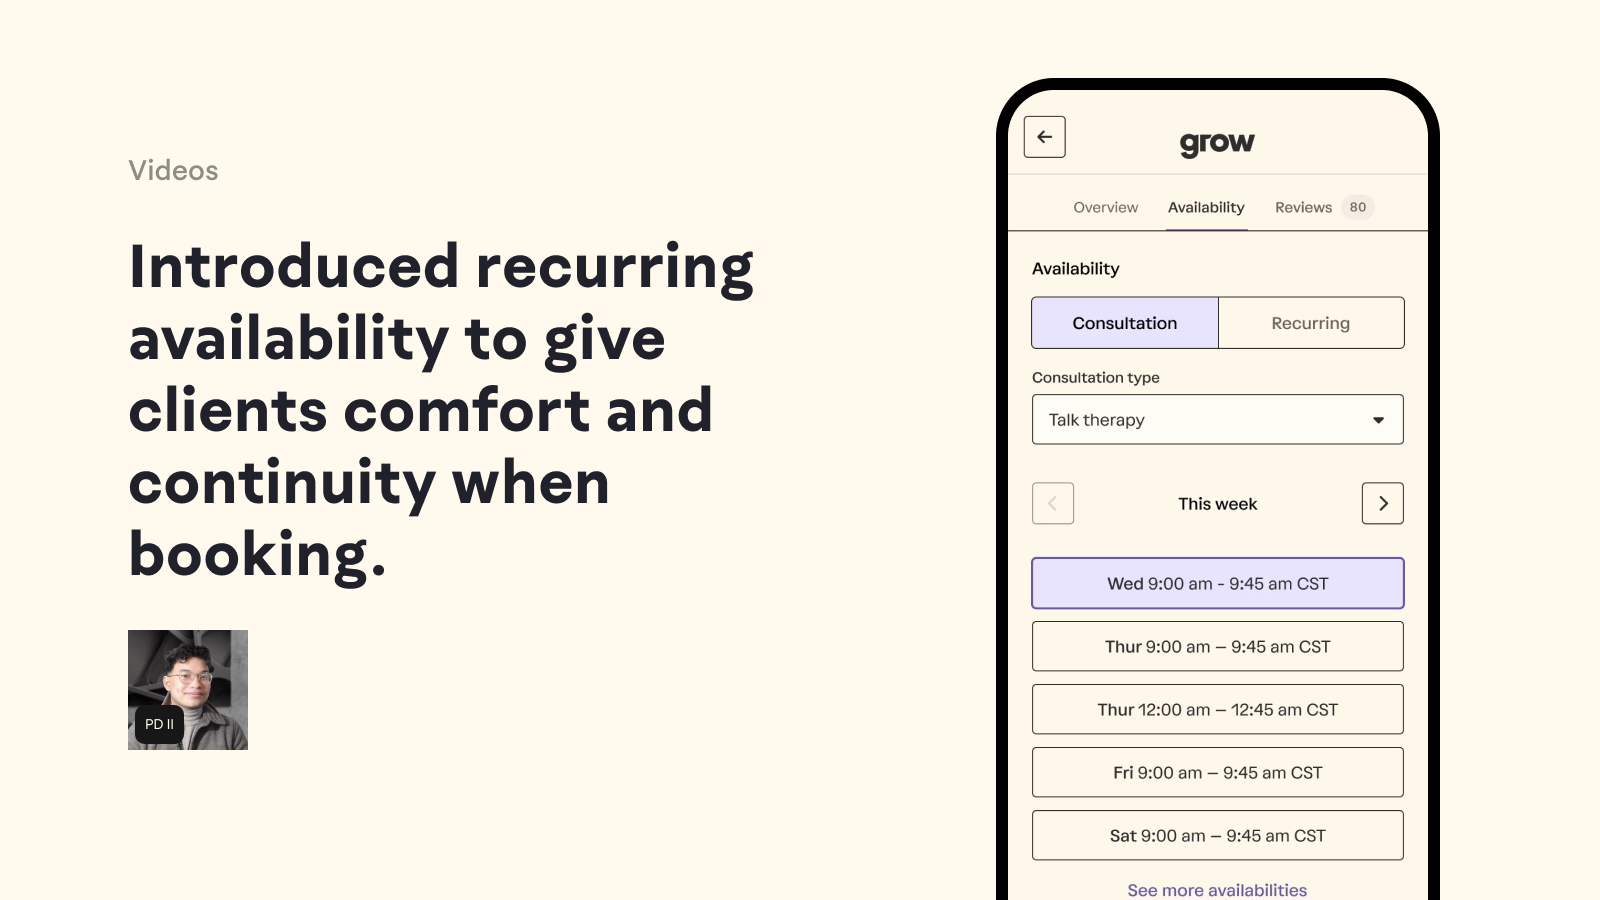 Videos
Introduced recurring
availability to give
clients comfort and
continuity when
booking.
PD II
grow
Overview Availability Reviews 80
Availability
Consultation Recurring
Consultation type
Talk therapy
This week
Wed 9:00 am - 9:45 am CST
Thur 9:00 am – 9:45 am CST
Thur 12:00 am – 12:45 am CST
Fri 9:00 am – 9:45 am CST
Sat 9:00 am – 9:45 am CST
See more availabilities